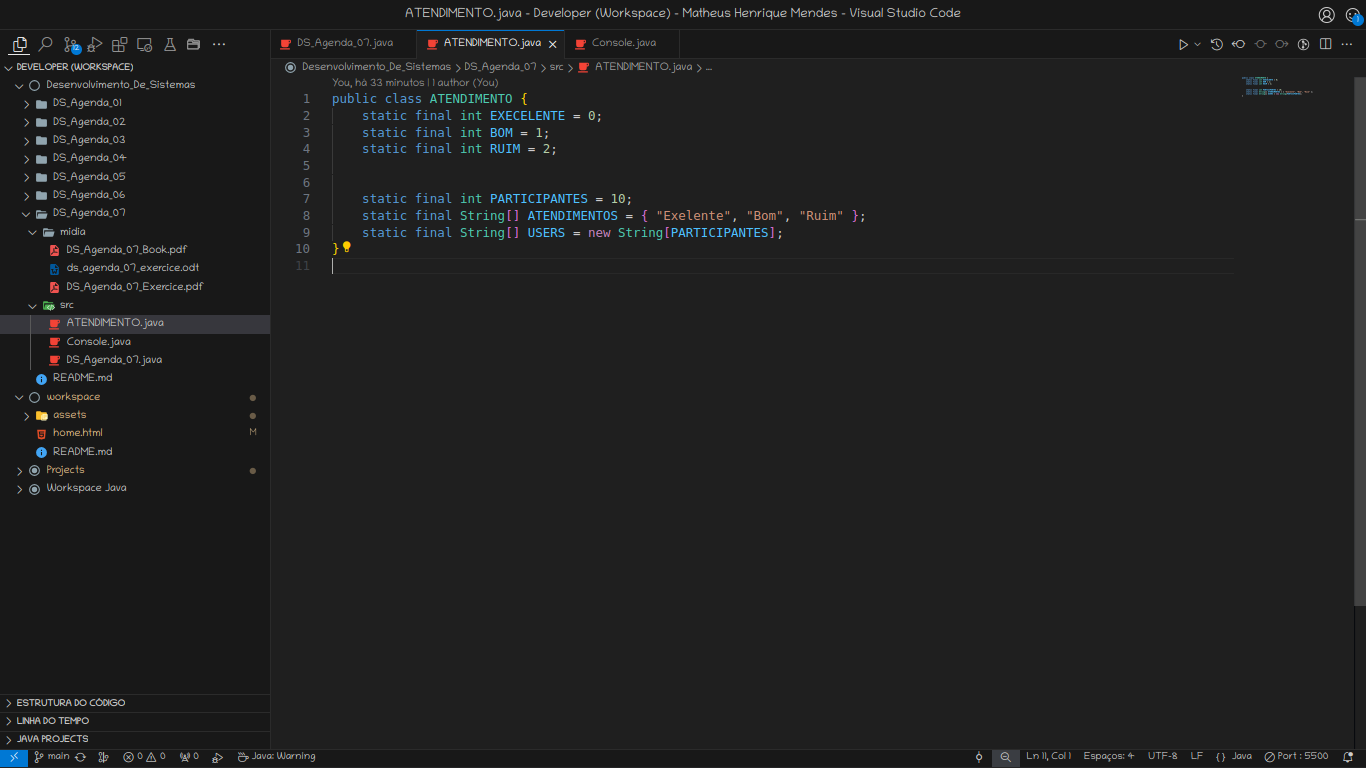 ATENDIMENTO.java - Developer (Workspace) - Matheus Henrique Mendes - Visual Studio Code
DS_Agenda_07.java
ATENDIMENTO.java
Console.java
12
DEVELOPER (WORKSPACE)
Desenvolvimento_De_Sistemas
DS_Agenda_01
DS_Agenda_02
DS_Agenda_03
DS_Agenda_04
DS_Agenda_05
DS_Agenda_06
DS_Agenda_07
midia
DS_Agenda_07_Book.pdf
ds_agenda_07_exercice.odt
DS_Agenda_07_Exercice.pdf
src
ATENDIMENTO.java
Console.java
DS_Agenda_07.java
README.md
workspace
assets
home.html M
README.md
Projects
Workspace Java
ESTRUTURA DO CÓDIGO
LINHA DO TEMPO
JAVA PROJECTS
Desenvolvimento_De_Sistemas > DS_Agenda_07 > src > ATENDIMENTO.java > ...
You, há 33 minutos | 1 author (You)
1 public class ATENDIMENTO {
2 static final int EXECELENTE = 0;
3 static final int BOM = 1;
4 static final int RUIM = 2;
5
6
7 static final int PARTICIPANTES = 10;
8 static final String[] ATENDIMENTOS = { "Exelente", "Bom", "Ruim" };
9 static final String[] USERS = new String[PARTICIPANTES];
10 }
11
main 0 0 0 Java: Warning Ln 11, Col 1 Espaços: 4 UTF-8 LF {} Java Port : 5500